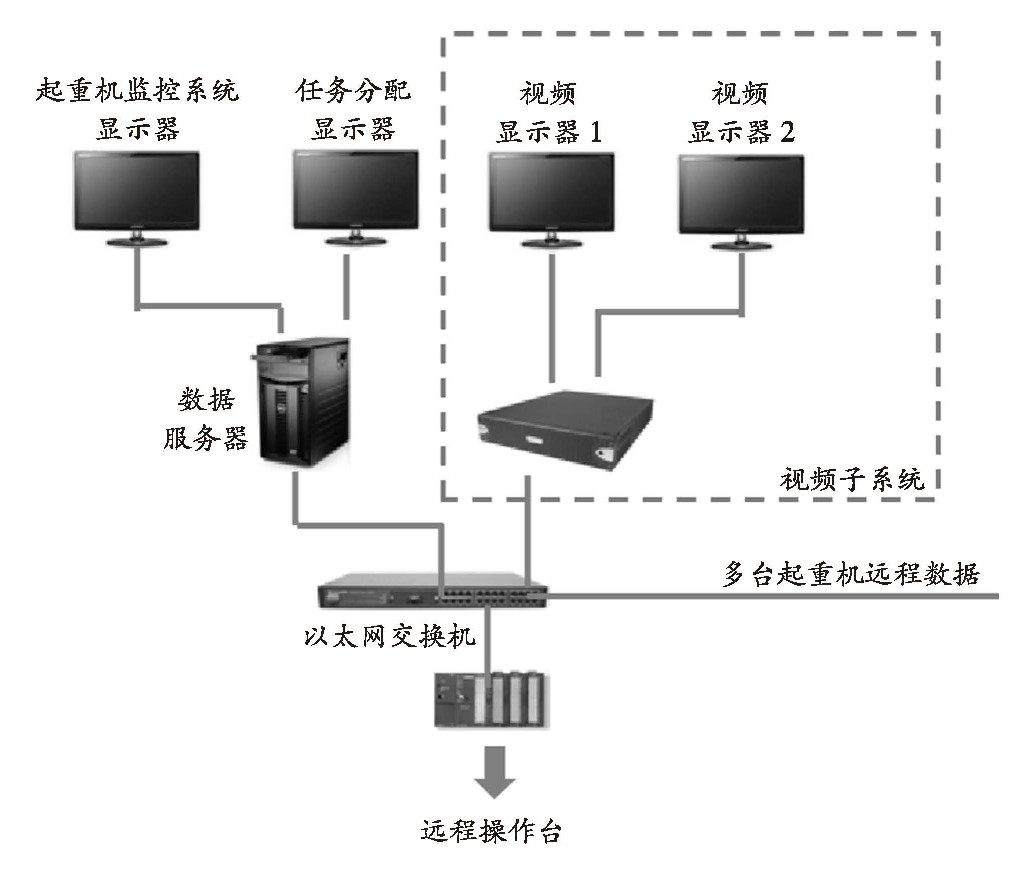 起重机监控系统
显示器
任务分配
显示器
视频
显示器1
视频
显示器2
数据
服务器
视频子系统
多台起重机远程数据
以太网交换机
远程操作台